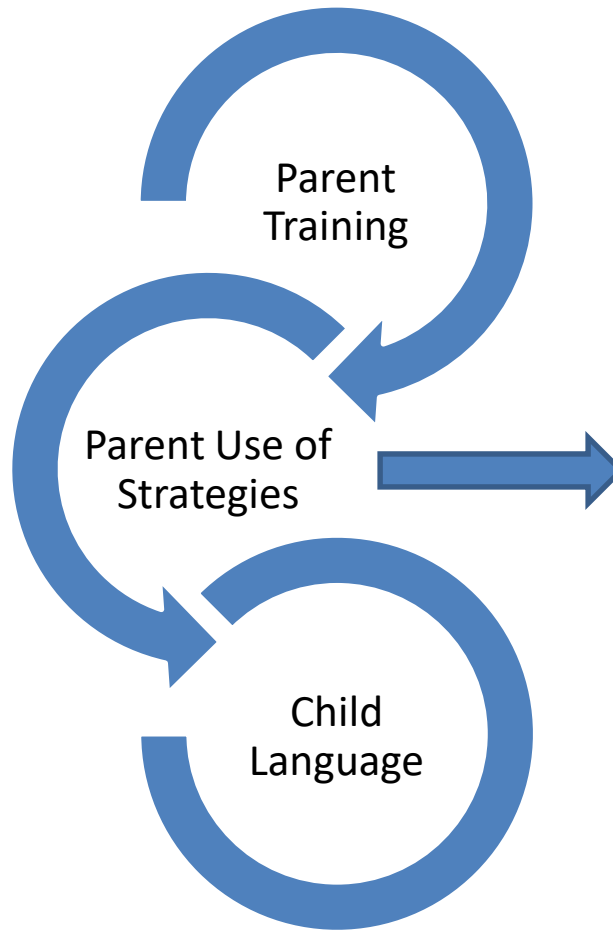 Parent
Training
Parent Use of
Strategies
Child
Language